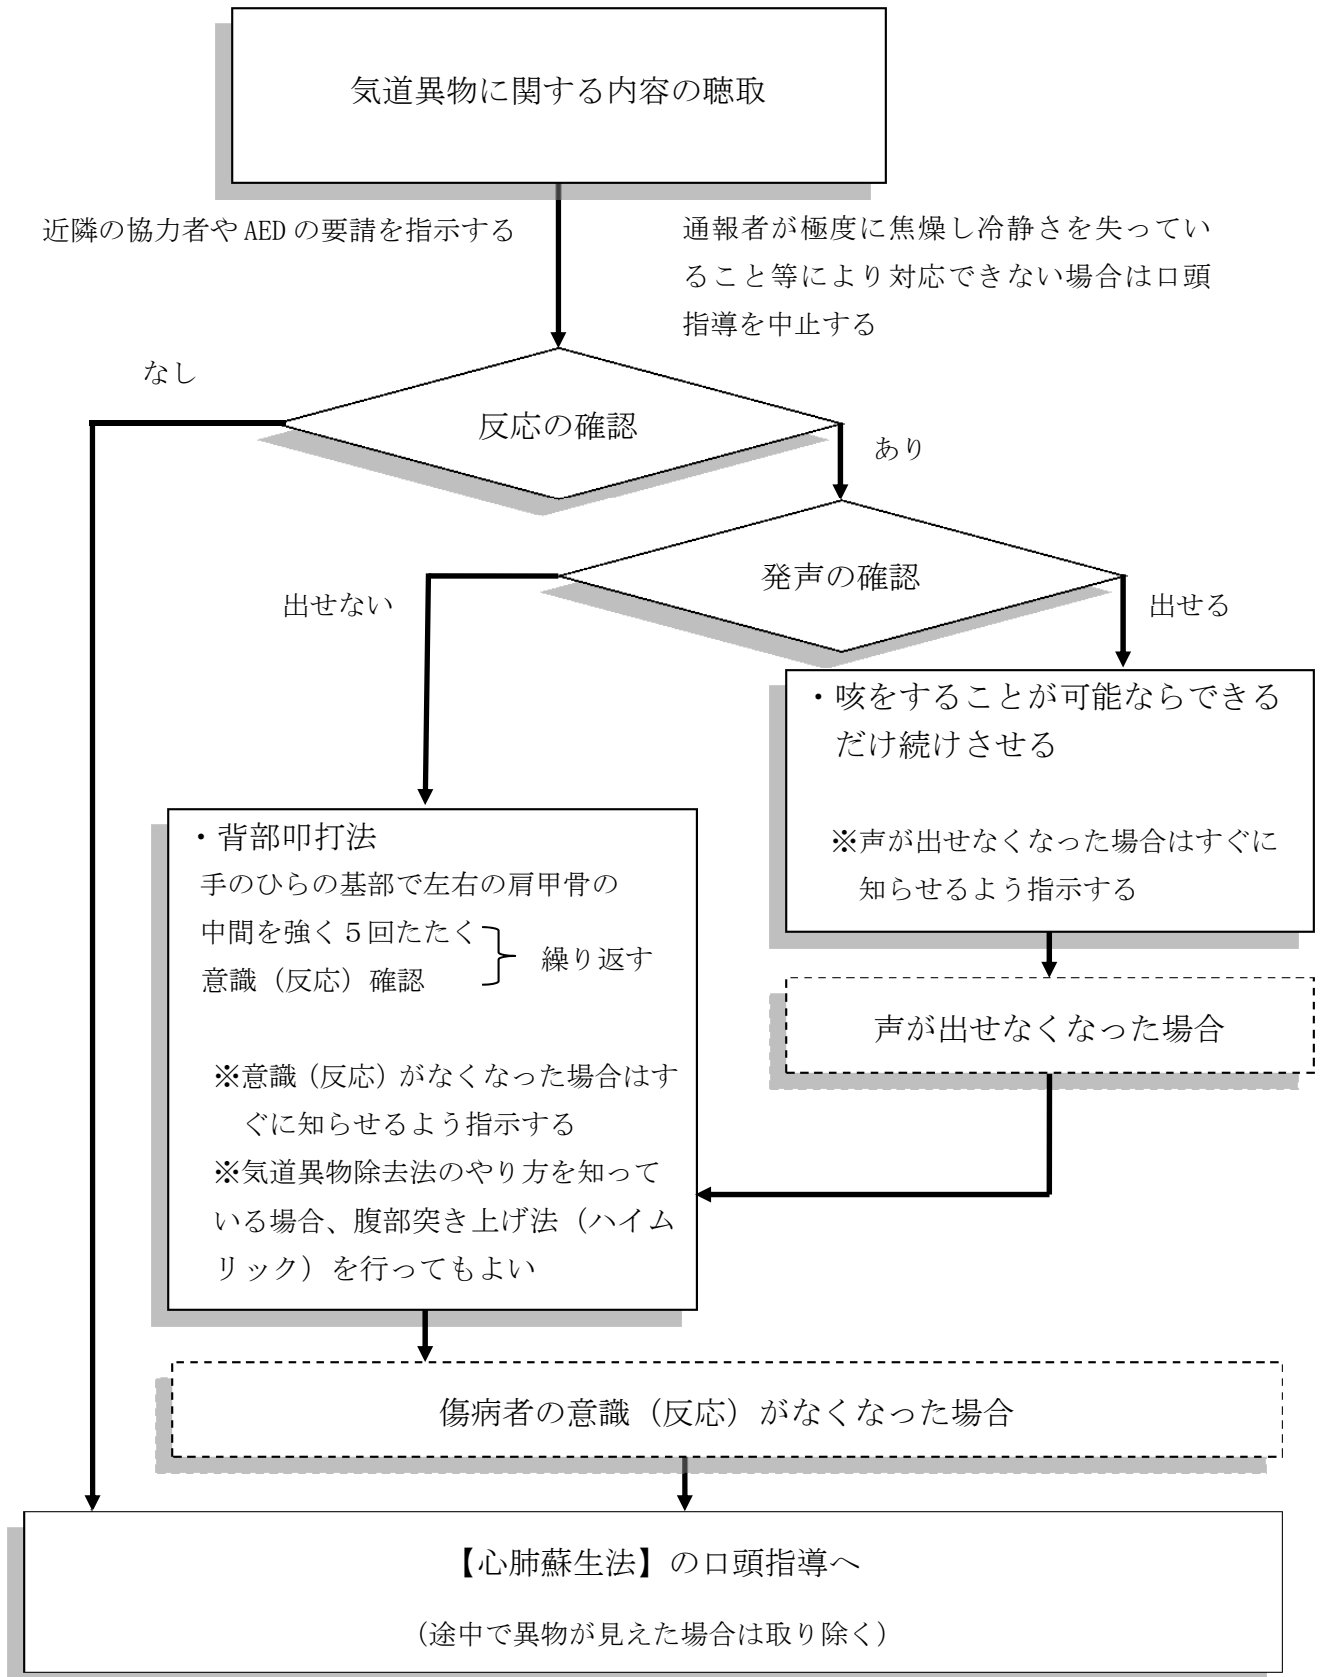 気道異物に関する内容の聴取
近隣の協力者や AED の要請を指示する
通報者が極度に焦燥し冷静さを失ってい
ること等により対応できない場合は口頭
指導を中止する
なし
反応の確認
あり
発声の確認
出せない
出せる
・咳をすることが可能ならできる
だけ続けさせる
※声が出せなくなった場合はすぐに
知らせるよう指示する
・背部叩打法
手のひらの基部で左右の肩甲骨の
中間を強く５回たたく
意識（反応）確認
繰り返す
※意識（反応）がなくなった場合はす
ぐに知らせるよう指示する
※気道異物除去法のやり方を知って
いる場合、腹部突き上げ法（ハイム
リック）を行ってもよい
声が出せなくなった場合
傷病者の意識（反応）がなくなった場合
【心肺蘇生法】の口頭指導へ
（途中で異物が見えた場合は取り除く）